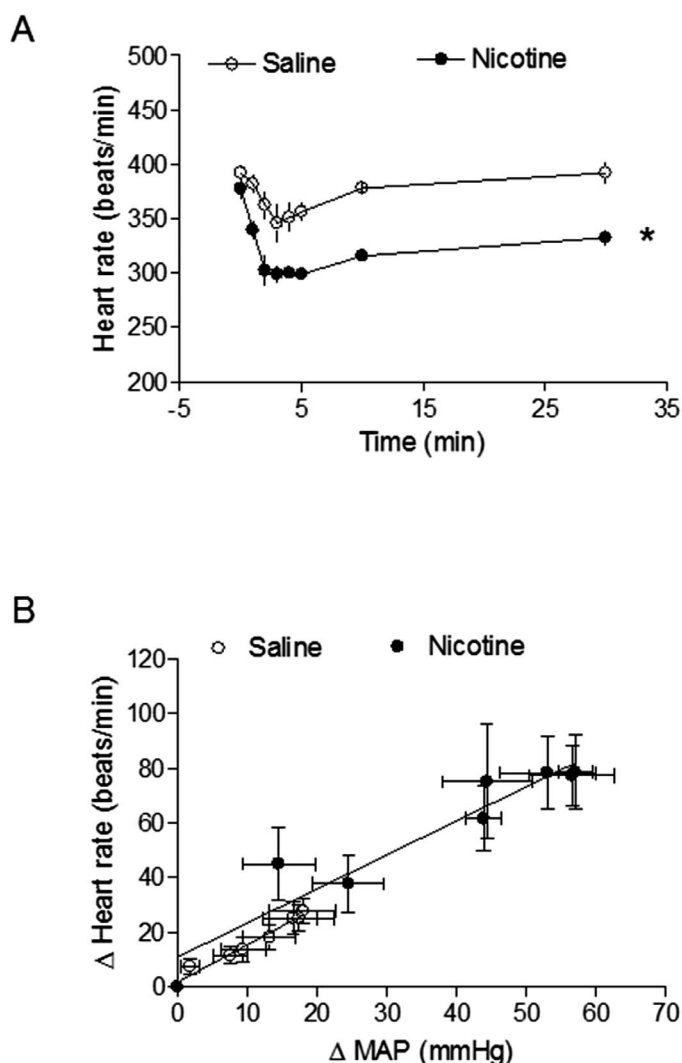 A
Saline Nicotine
Heart rate (beats/min)
500
450
400
350
300
250
200
-5 5 15 25 35
*
Time (min)
B
Saline Nicotine
Δ Heart rate (beats/min)
120
100
80
60
40
20
0
0 10 20 30 40 50 60 70
Δ MAP (mmHg)